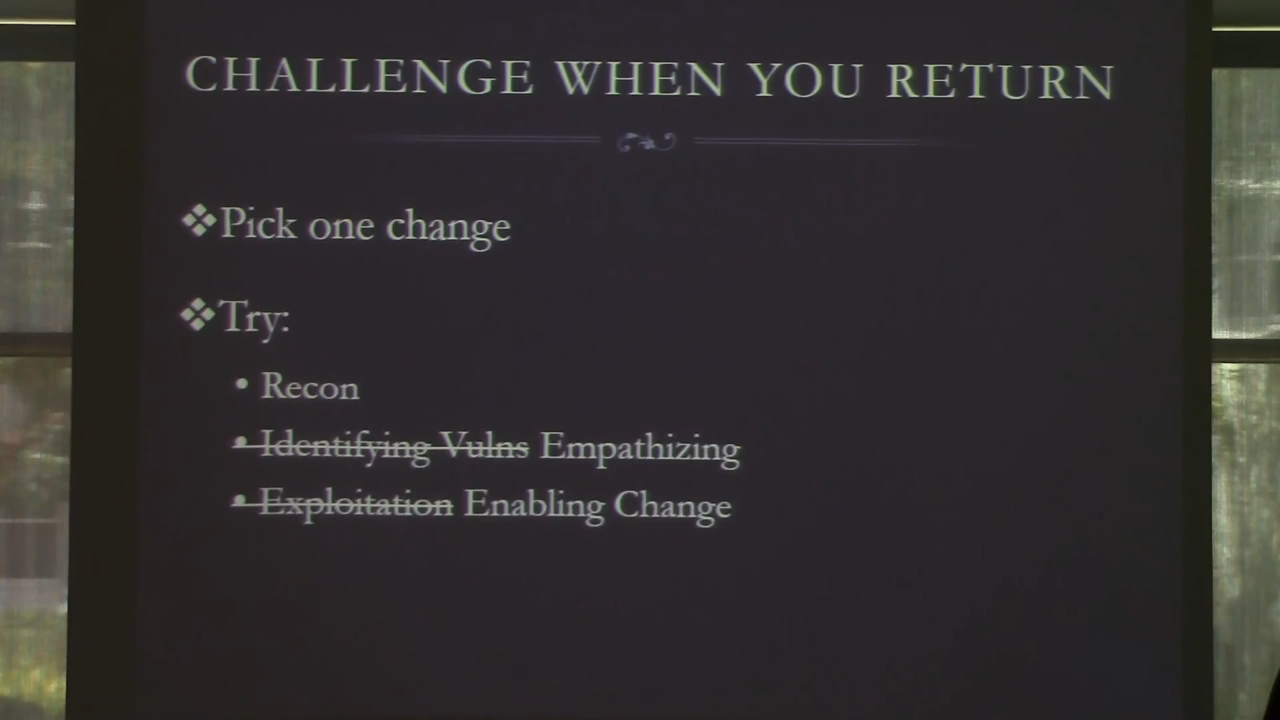 CHALLENGE WHEN YOU RETURN
❖Pick one change
❖Try:
• Recon
• Identifying Vulns Empathizing
• Exploitation Enabling Change